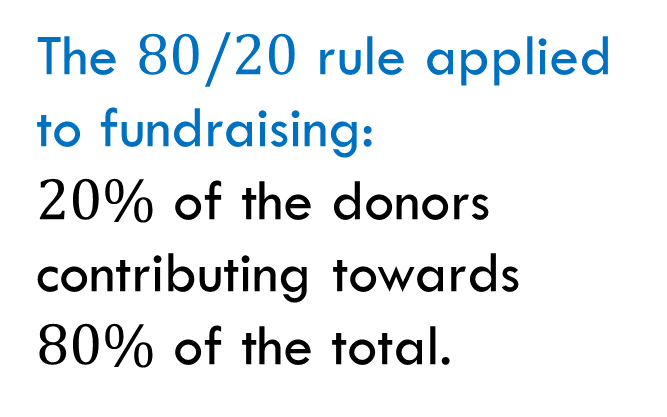 The 80/20 rule applied
to fundraising:
20% of the donors
contributing towards
80% of the total.